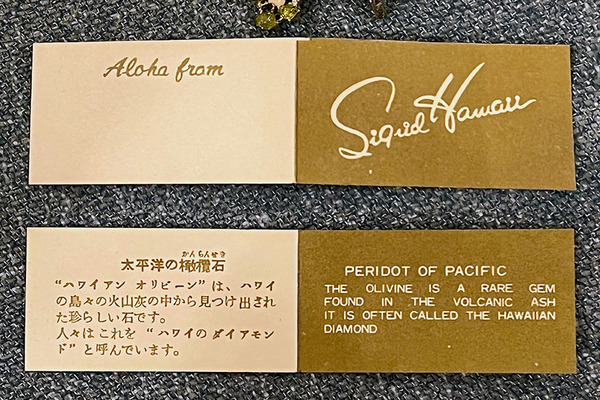 Aloha from
Sigrid Hawaii
太平洋の橄欖石
かんらんせき
“ハワイアン オリビーン” は、ハワイ
の島々の火山灰の中から見つけ出され
た珍らしい石です。
人々は これを “ ハワイの ダイアモン
ド” と呼んでいます。
PERIDOT OF PACIFIC
THE OLIVINE IS A RARE GEM
FOUND IN THE VOLCANIC ASH
IT IS OFTEN CALLED THE HAWAIIAN
DIAMOND